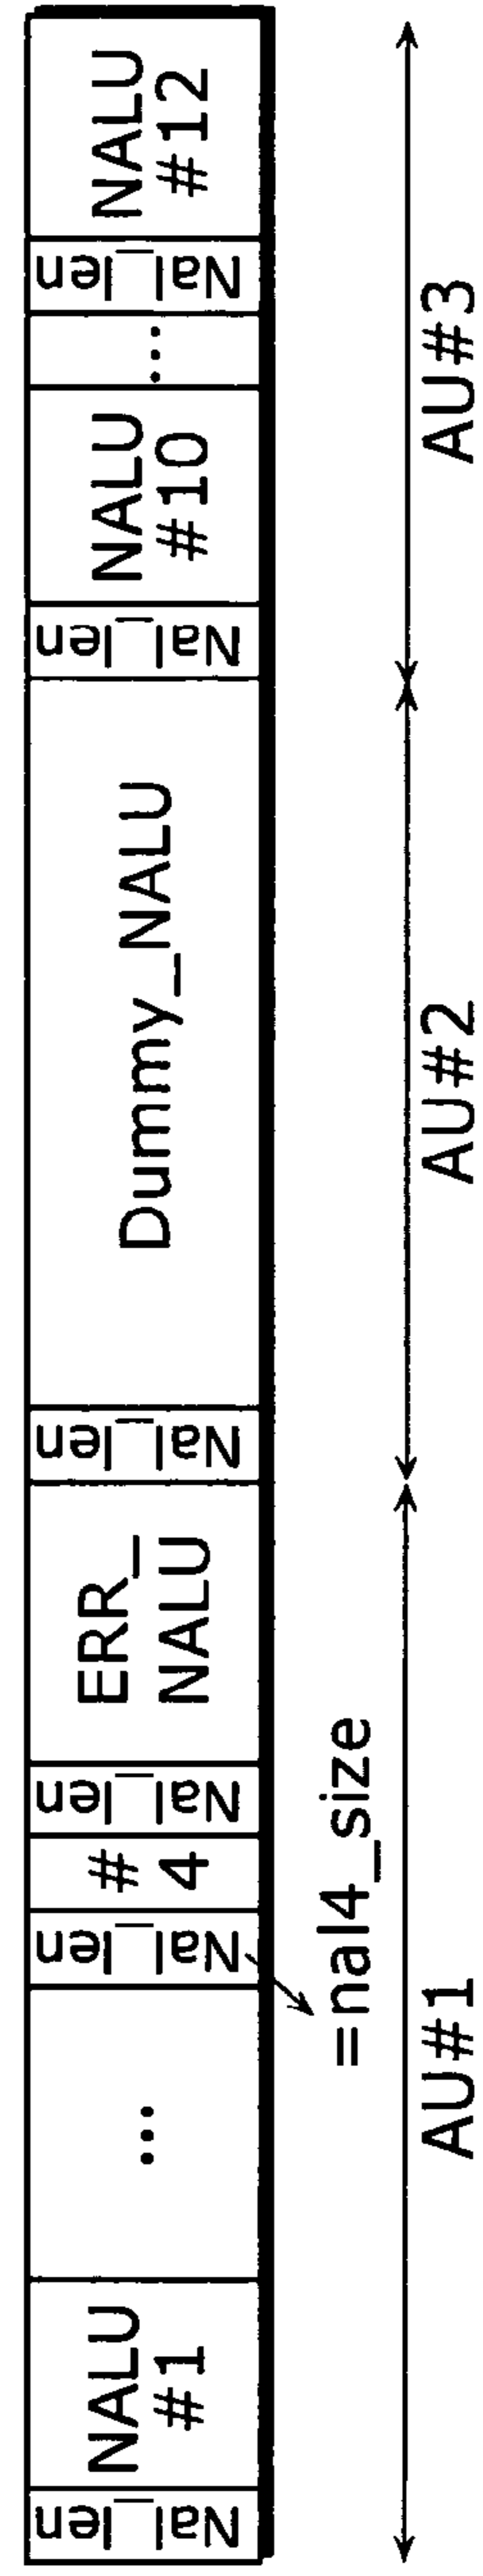 Nal_len
NALU
#1
...
Nal_len
#
4
Nal_len
ERR_
NALU
Nal_len
Dummy_NALU
Nal_len
NALU
#10
...
Nal_len
NALU
#12
=nal4_size
AU#1
AU#2
AU#3